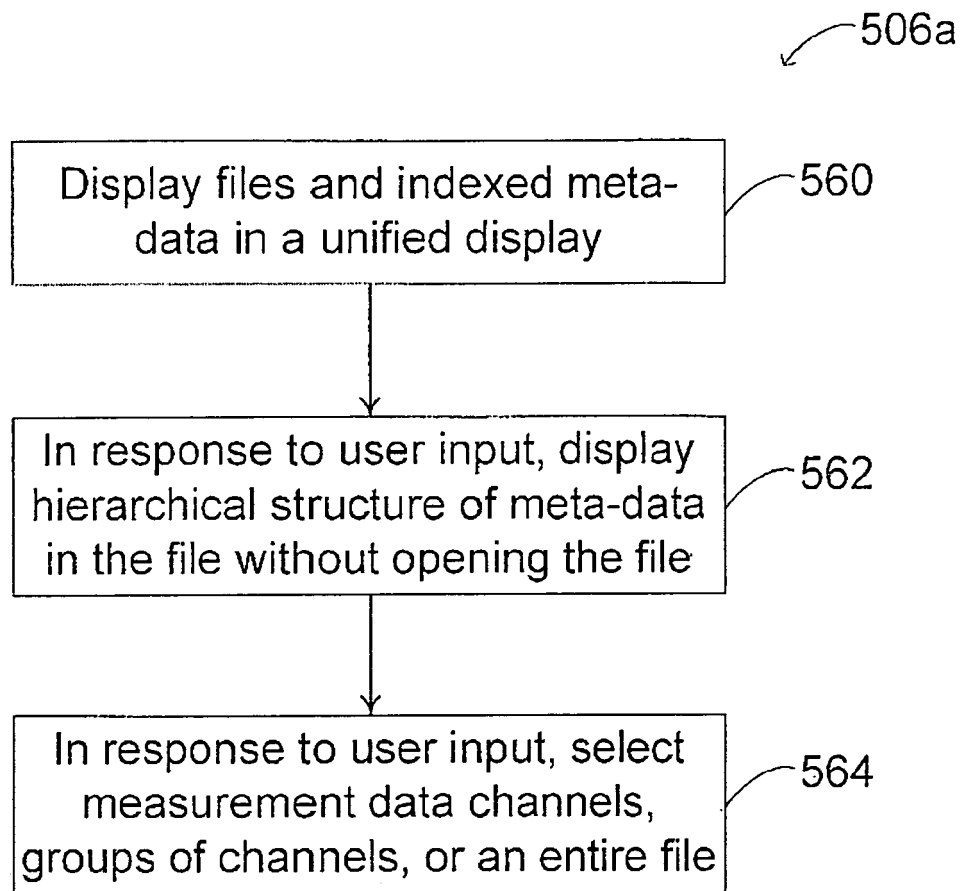 506a
Display files and indexed meta-
data in a unified display
560
In response to user input, display
hierarchical structure of meta-data
in the file without opening the file
562
In response to user input, select
measurement data channels,
groups of channels, or an entire file
564